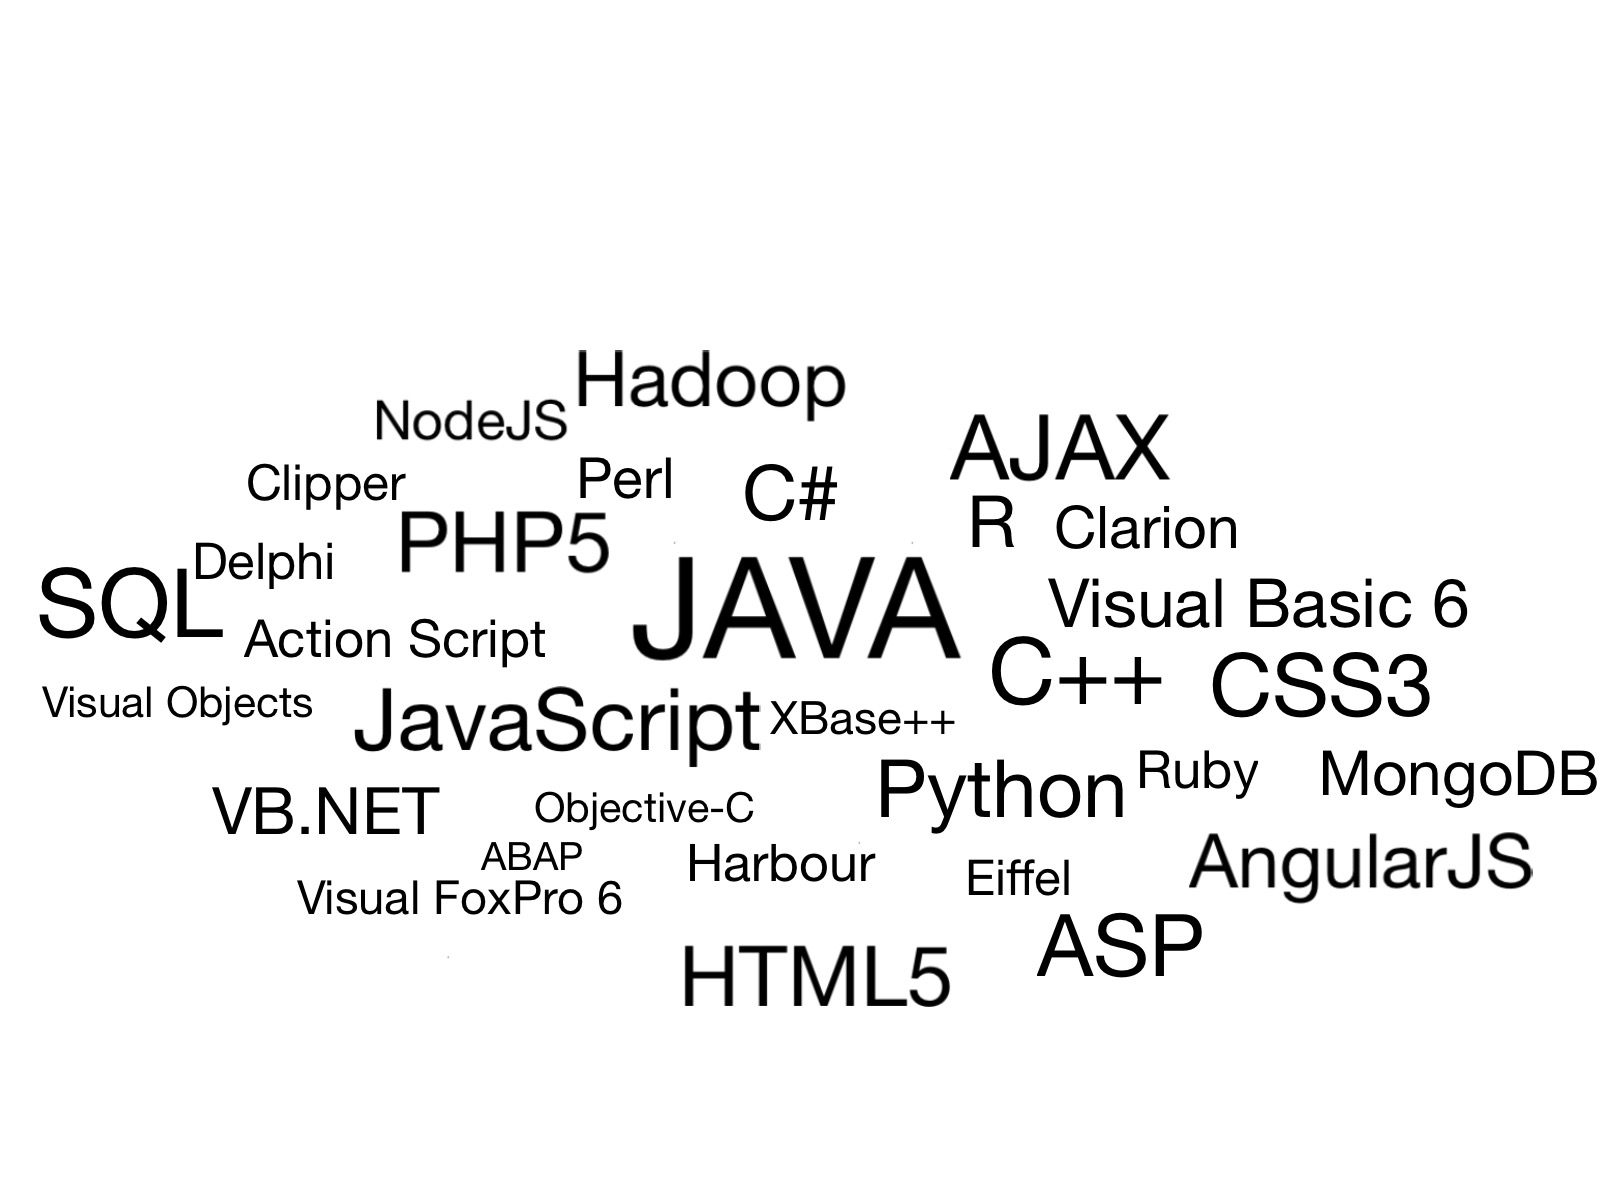 Hadoop
NodeJS
AJAX
Clipper
Perl
C#
R
Clarion
PHP5
Delphi
SQL
JAVA
Visual Basic 6
Action Script
C++
CSS3
Visual Objects
JavaScript
XBase++
Python
Ruby
MongoDB
VB.NET
Objective-C
ABAP
Harbour
Eiffel
AngularJS
Visual FoxPro 6
ASP
HTML5